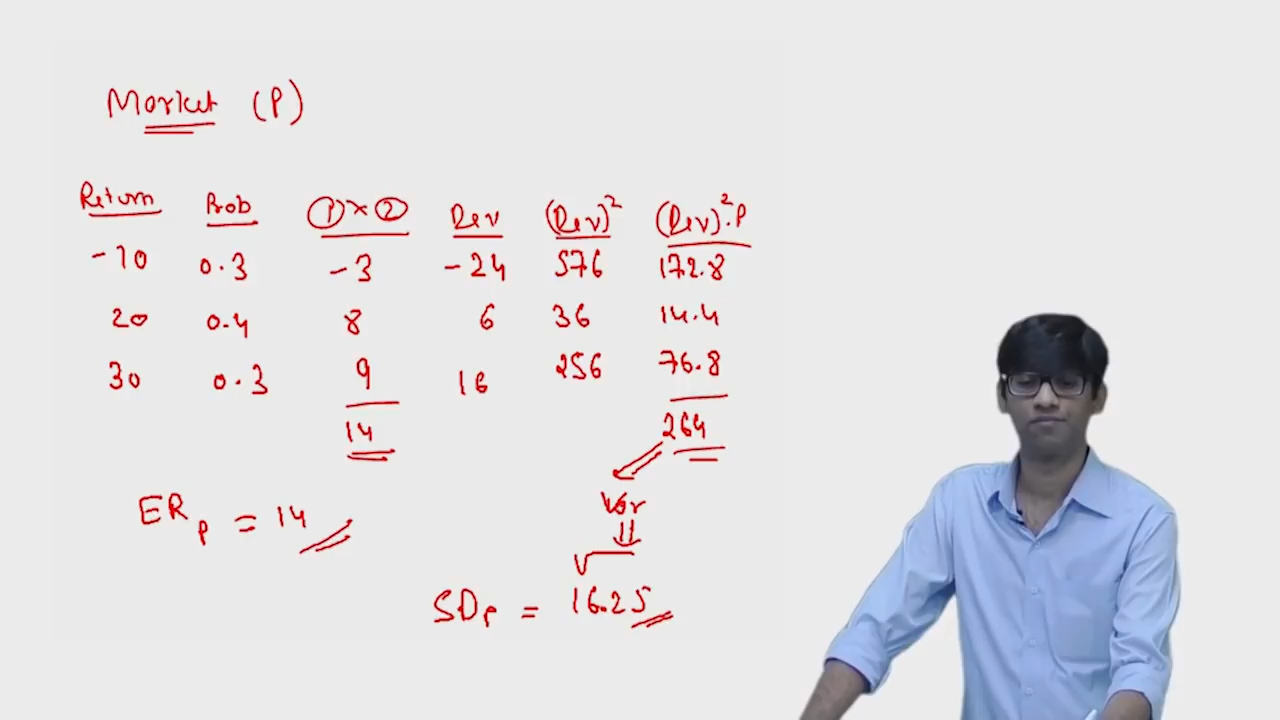 Market (P)
Return Prob ①×② Dev (Dev)² (Dev)².P
-10 0.3 -3 -24 576 172.8
20 0.4 8 6 36 14.4
30 0.3 9 16 256 76.8
14 264
Var
ERp = 14
√
SDp = 16.25